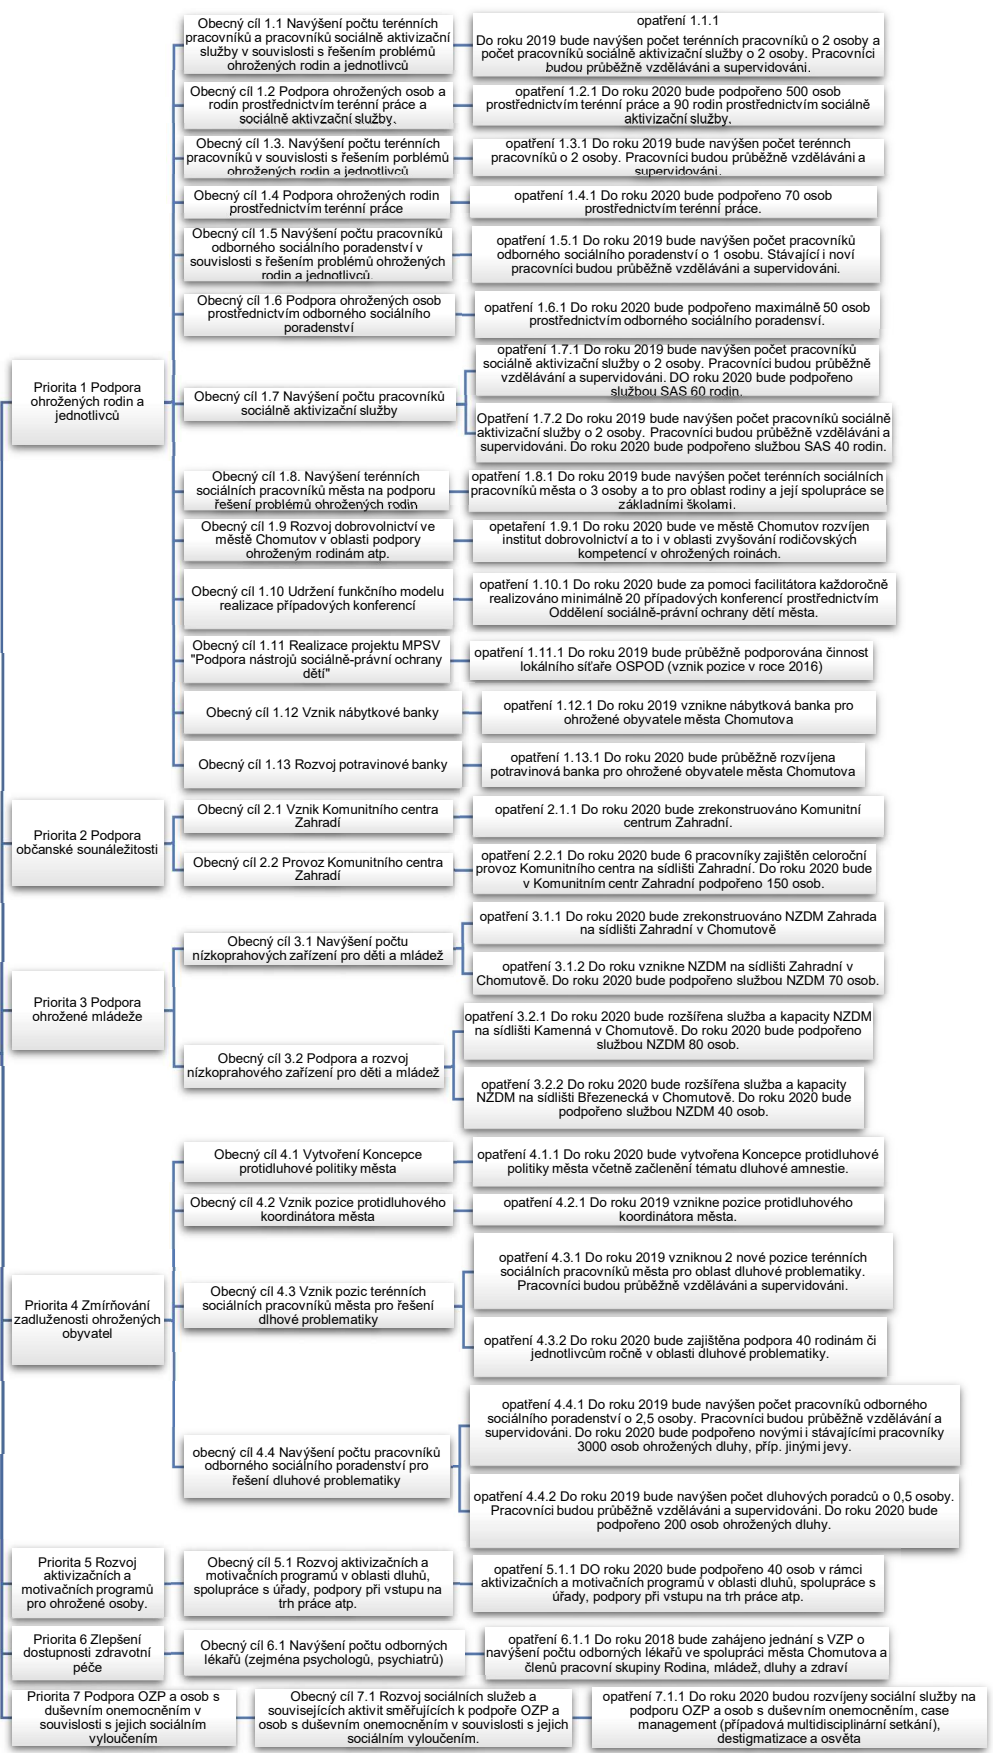 Priorita 1 Podpora
ohrožených rodin a
jednotlivců
Obecný cíl 1.1 Navýšení počtu terénních
pracovníků a pracovníků sociálně aktivizační
služby v souvislosti s řešením problémů
ohrožených rodin a jednotlivců
opatření 1.1.1
Do roku 2019 bude navýšen počet terénních pracovníků o 2 osoby a
počet pracovníků sociálně aktivizační služby o 2 osoby. Pracovníci
budou průběžně vzděláváni a supervidováni.
Obecný cíl 1.2 Podpora ohrožených osob a
rodin prostřednictvím terénní práce a
sociálně aktivzační služby.
opatření 1.2.1 Do roku 2020 bude podpořeno 500 osob
prostřednictvím terénní práce a 90 rodin prostřednictvím sociálně
aktivizační služby.
Obecný cíl 1.3. Navýšení počtu terénních
pracovníků v souvislosti s řešením porblémů
ohrožených rodin a jednotlivců
opatření 1.3.1 Do roku 2019 bude navýšen počet terénnch
pracovníků o 2 osoby. Pracovníci budou průběžně vzděláváni a
supervidováni.
Obecný cíl 1.4 Podpora ohrožených rodin
prostřednictvím terénní práce
opatření 1.4.1 Do roku 2020 bude podpořeno 70 osob
prostřednictvím terénní práce.
Obecný cíl 1.5 Navýšení počtu pracovníků
odborného sociálního poradenství v
souvislosti s řešením problémů ohrožených
rodin a jednotlivců.
opatření 1.5.1 Do roku 2019 bude navýšen počet pracovníků
odborného sociálního poradenství o 1 osobu. Stávající i noví
pracovníci budou průběžně vzděláváni a supervidováni.
Obecný cíl 1.6 Podpora ohrožených osob
prostřednictvím odborného sociálního
poradenství
opatření 1.6.1 Do roku 2020 bude podpořeno maximálně 50 osob
prostřednictvím odborného sociálního poradensví.
Obecný cíl 1.7 Navýšení počtu pracovníků
sociálně aktivizační služby
opatření 1.7.1 Do roku 2019 bude navýšen počet pracovníků
sociálně aktivizační služby o 2 osoby. Pracovníci budou průběžně
vzdělávání a supervidováni. DO roku 2020 bude podpořeno
službou SAS 60 rodin.
Opatření 1.7.2 Do roku 2019 bude navýšen počet pracovníků sociálně
aktivizační služby o 2 osoby. Pracovníci budou průběžně vzděláváni a
supervidováni. Do roku 2020 bude podpořeno službou SAS 40 rodin.
Obecný cíl 1.8. Navýšení terénních
sociálních pracovníků města na podporu
řešení problémů ohrožených rodin
opatření 1.8.1 Do roku 2019 bude navýšen počet terénních sociálních
pracovníků města o 3 osoby a to pro oblast rodiny a její spolupráce se
základními školami.
Obecný cíl 1.9 Rozvoj dobrovolnictví ve
městě Chomutov v oblasti podpory
ohroženým rodinám atp.
opetaření 1.9.1 Do roku 2020 bude ve městě Chomutov rozvíjen
institut dobrovolnictví a to i v oblasti zvyšování rodičovských
kompetencí v ohrožených roinách.
Obecný cíl 1.10 Udržení funkčního modelu
realizace případových konferencí
opatření 1.10.1 Do roku 2020 bude za pomoci facilitátora každoročně
realizováno minimálně 20 případových konferencí prostřednictvím
Oddělení sociálně-právní ochrany dětí města.
Obecný cíl 1.11 Realizace projektu MPSV
"Podpora nástrojů sociálně-právní ochrany
dětí"
opatření 1.11.1 Do roku 2019 bude průběžně podporována činnost
lokálního síťaře OSPOD (vznik pozice v roce 2016)
Obecný cíl 1.12 Vznik nábytkové banky
opatření 1.12.1 Do roku 2019 vznikne nábytková banka pro
ohrožené obyvatele města Chomutova
Obecný cíl 1.13 Rozvoj potravinové banky
opatření 1.13.1 Do roku 2020 bude průběžně rozvíjena
potravinová banka pro ohrožené obyvatele města Chomutova
Priorita 2 Podpora
občanské sounáležitosti
Obecný cíl 2.1 Vznik Komunitního centra
Zahradí
opatření 2.1.1 Do roku 2020 bude zrekonstruováno Komunitní
centrum Zahradní.
Obecný cíl 2.2 Provoz Komunitního centra
Zahradí
opatření 2.2.1 Do roku 2020 bude 6 pracovníky zajištěn celoroční
provoz Komunitního centra na sídlišti Zahradní. Do roku 2020 bude
v Komunitním centr Zahradní podpořeno 150 osob.
Priorita 3 Podpora
ohrožené mládeže
Obecný cíl 3.1 Navýšení počtu
nízkoprahových zařízení pro děti a mládež
opatření 3.1.1 Do roku 2020 bude zrekonstruováno NZDM Zahrada
na sídlišti Zahradní v Chomutově
opatření 3.1.2 Do roku vznikne NZDM na sídlišti Zahradní v
Chomutově. Do roku 2020 bude podpořeno službou NZDM 70 osob.
Obecný cíl 3.2 Podpora a rozvoj
nízkoprahového zařízení pro děti a mládež
opatření 3.2.1 Do roku 2020 bude rozšířena služba a kapacity NZDM
na sídlišti Kamenná v Chomutově. Do roku 2020 bude podpořeno
službou NZDM 80 osob.
opatření 3.2.2 Do roku 2020 bude rozšířena služba a kapacity
NZDM na sídlišti Březenecká v Chomutově. Do roku 2020 bude
podpořeno službou NZDM 40 osob.
Priorita 4 Zmírňování
zadluženosti ohrožených
obyvatel
Obecný cíl 4.1 Vytvoření Koncepce
protidluhové politiky města
opatření 4.1.1 Do roku 2020 bude vytvořena Koncepce protidluhové
politiky města včetně začlenění tématu dluhové amnestie.
Obecný cíl 4.2 Vznik pozice protidluhového
koordinátora města
opatření 4.2.1 Do roku 2019 vznikne pozice protidluhového
koordinátora města.
Obecný cíl 4.3 Vznik pozic terénních
sociálních pracovníků města pro řešení
dlhové problematiky
opatření 4.3.1 Do roku 2019 vzniknou 2 nové pozice terénních
sociálních pracovníků města pro oblast dluhové problematiky.
Pracovníci budou průběžně vzděláváni a supervidováni.
opatření 4.3.2 Do roku 2020 bude zajištěna podpora 40 rodinám či
jednotlivcům ročně v oblasti dluhové problematiky.
obecný cíl 4.4 Navýšení počtu pracovníků
odborného sociálního poradenství pro
řešení dluhové problematiky
opatření 4.4.1 Do roku 2019 bude navýšen počet pracovníků odborného
sociálního poradenství o 2,5 osoby. Pracovníci budou průběžně vzdělávání a
supervidováni. Do roku 2020 bude podpořeno novými i stávajícími pracovníky
3000 osob ohrožených dluhy, příp. jinými jevy.
opatření 4.4.2 Do roku 2019 bude navýšen počet dluhových poradců o 0,5 osoby.
Pracovníci budou průběžně vzděláváni a supervidováni. Do roku 2020 bude
podpořeno 200 osob ohrožených dluhy.
Priorita 5 Rozvoj
aktivizačních a
motivačních programů
pro ohrožené osoby.
Obecný cíl 5.1 Rozvoj aktivizačních a
motivačních programů v oblasti dluhů,
spolupráce s úřady, podpory při vstupu na
trh práce atp.
opatření 5.1.1 DO roku 2020 bude podpořeno 40 osob v rámci
aktivizačních a motivačních programů v oblasti dluhů, spolupráce s
úřady, podpory při vstupu na trh práce atp.
Priorita 6 Zlepšení
dostupnosti zdravotní
péče
Obecný cíl 6.1 Navýšení počtu odborných
lékařů (zejména psychologů, psychiatrů)
opatření 6.1.1 Do roku 2018 bude zahájeno jednání s VZP o
navýšení počtu odborných lékařů ve spolupráci města Chomutova a
členů pracovní skupiny Rodina, mládež, dluhy a zdraví
Priorita 7 Podpora OZP a osob s
duševním onemocněním v
souvislosti s jejich sociálním
vyloučením
Obecný cíl 7.1 Rozvoj sociálních služeb a
souvisejících aktivit směřujících k podpoře OZP a
osob s duševním onemocněním v souvislosti s jejich
sociálním vyloučením.
opatření 7.1.1 Do roku 2020 budou rozvíjeny sociální služby na
podporu OZP a osob s duševním onemocněním, case
management (případová multidisciplinární setkání),
destigmatizace a osvěta